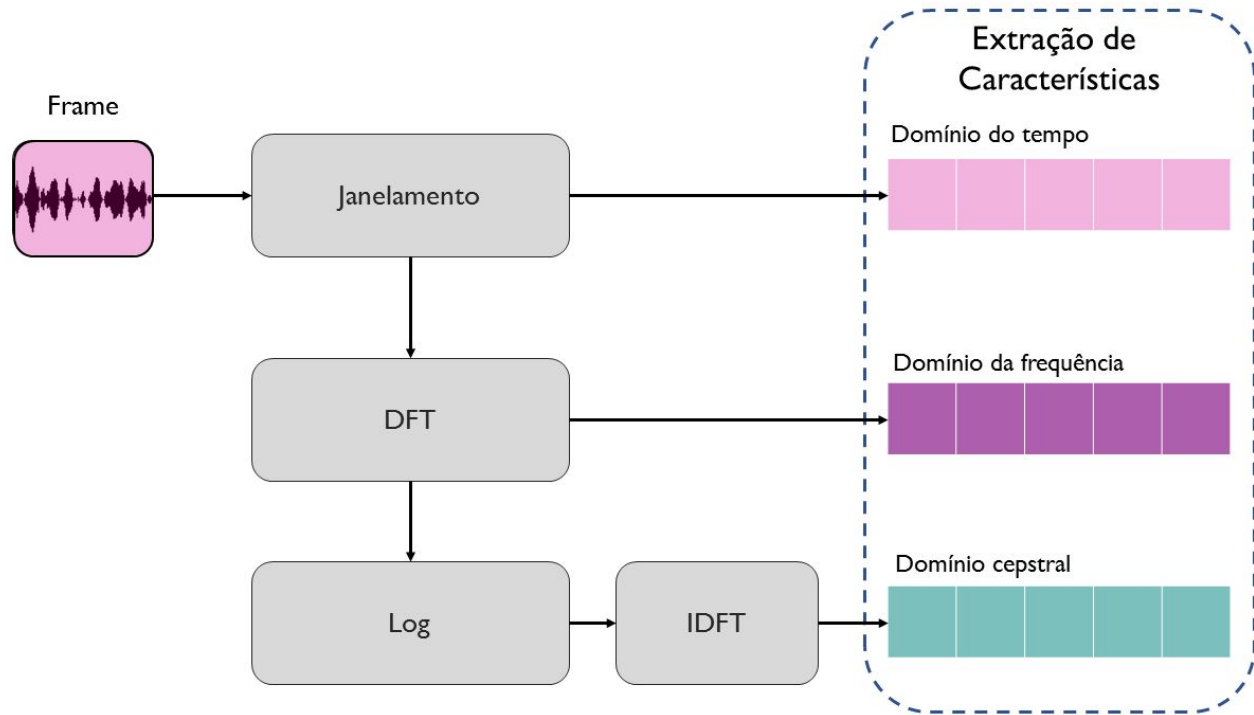 Extração de
Características
Frame
Domínio do tempo
Janelamento
Domínio da frequência
DFT
Domínio cepstral
Log
IDFT